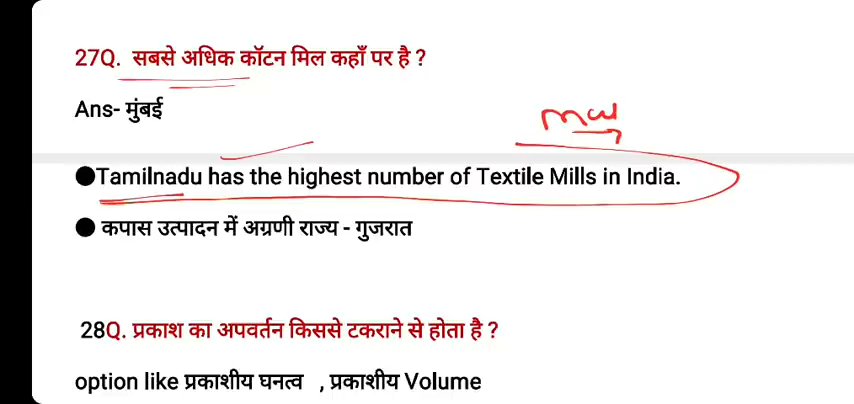 27Q. सबसे अधिक कॉटन मिल कहाँ पर है ?
Ans- मुंबई
●Tamilnadu has the highest number of Textile Mills in India.
● कपास उत्पादन में अग्रणी राज्य - गुजरात
28Q. प्रकाश का अपवर्तन किससे टकराने से होता है ?
option like प्रकाशीय घनत्व , प्रकाशीय Volume